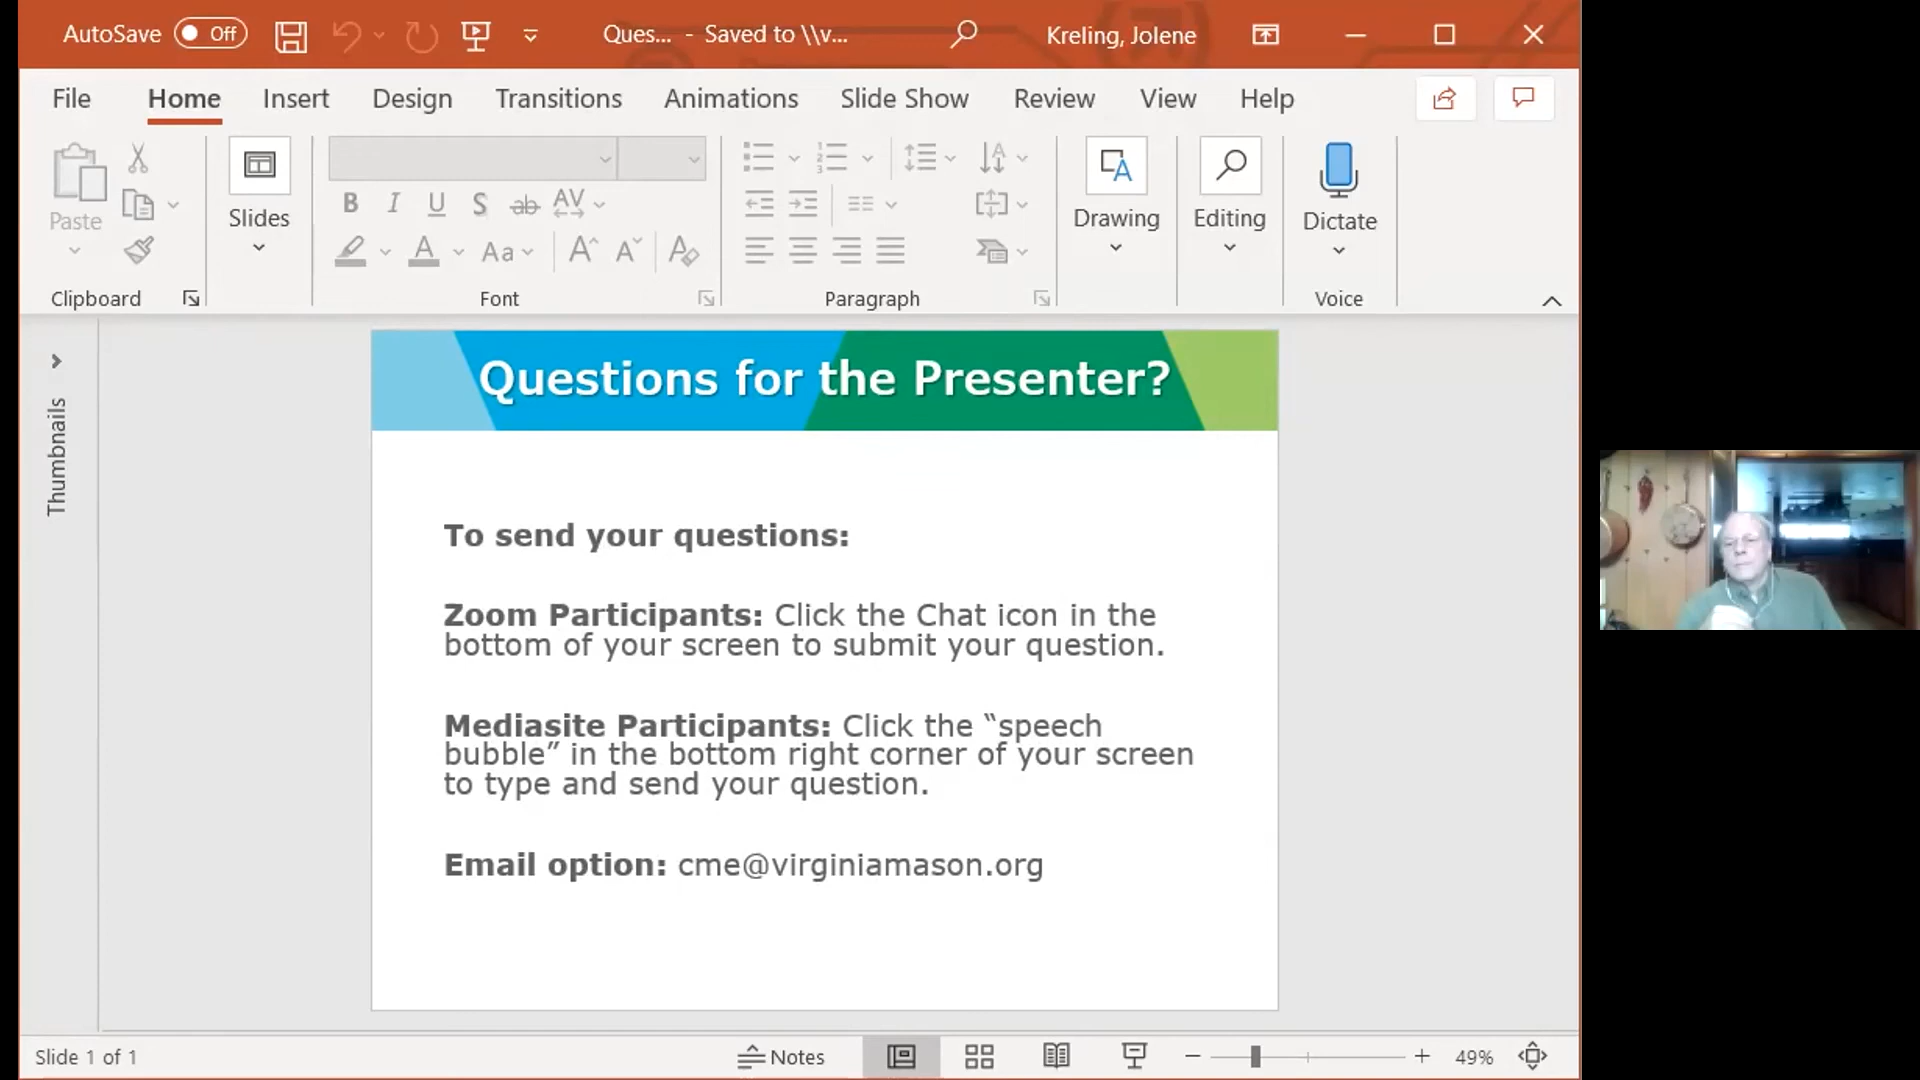 AutoSave Off Ques... - Saved to \\v... Kreling, Jolene
File Home Insert Design Transitions Animations Slide Show Review View Help
Paste Slides Drawing Editing Dictate
B I U S ab AV
A Aa A A A
Clipboard Font Paragraph Voice
Thumbnails
Questions for the Presenter?
To send your questions:
Zoom Participants: Click the Chat icon in the
bottom of your screen to submit your question.
Mediasite Participants: Click the “speech
bubble” in the bottom right corner of your screen
to type and send your question.
Email option: cme@virginiamason.org
Slide 1 of 1 Notes 49%